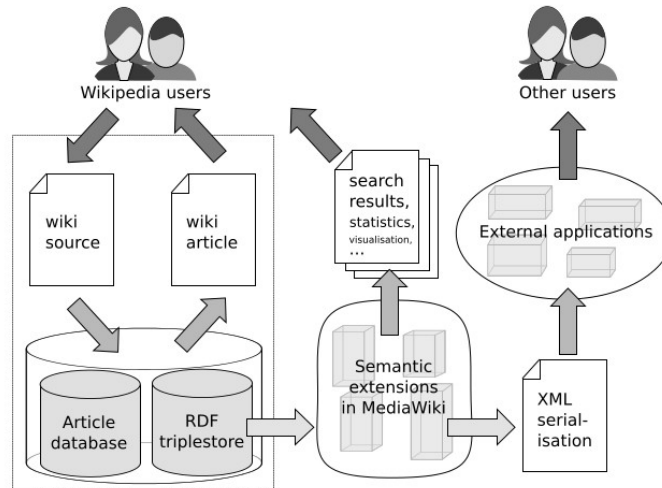 Wikipedia users
Other users
wiki
source
wiki
article
search
results,
statistics,
visualisation,
...
External applications
Semantic
extensions
in MediaWiki
Article
database
RDF
triplestore
XML
serial-
isation